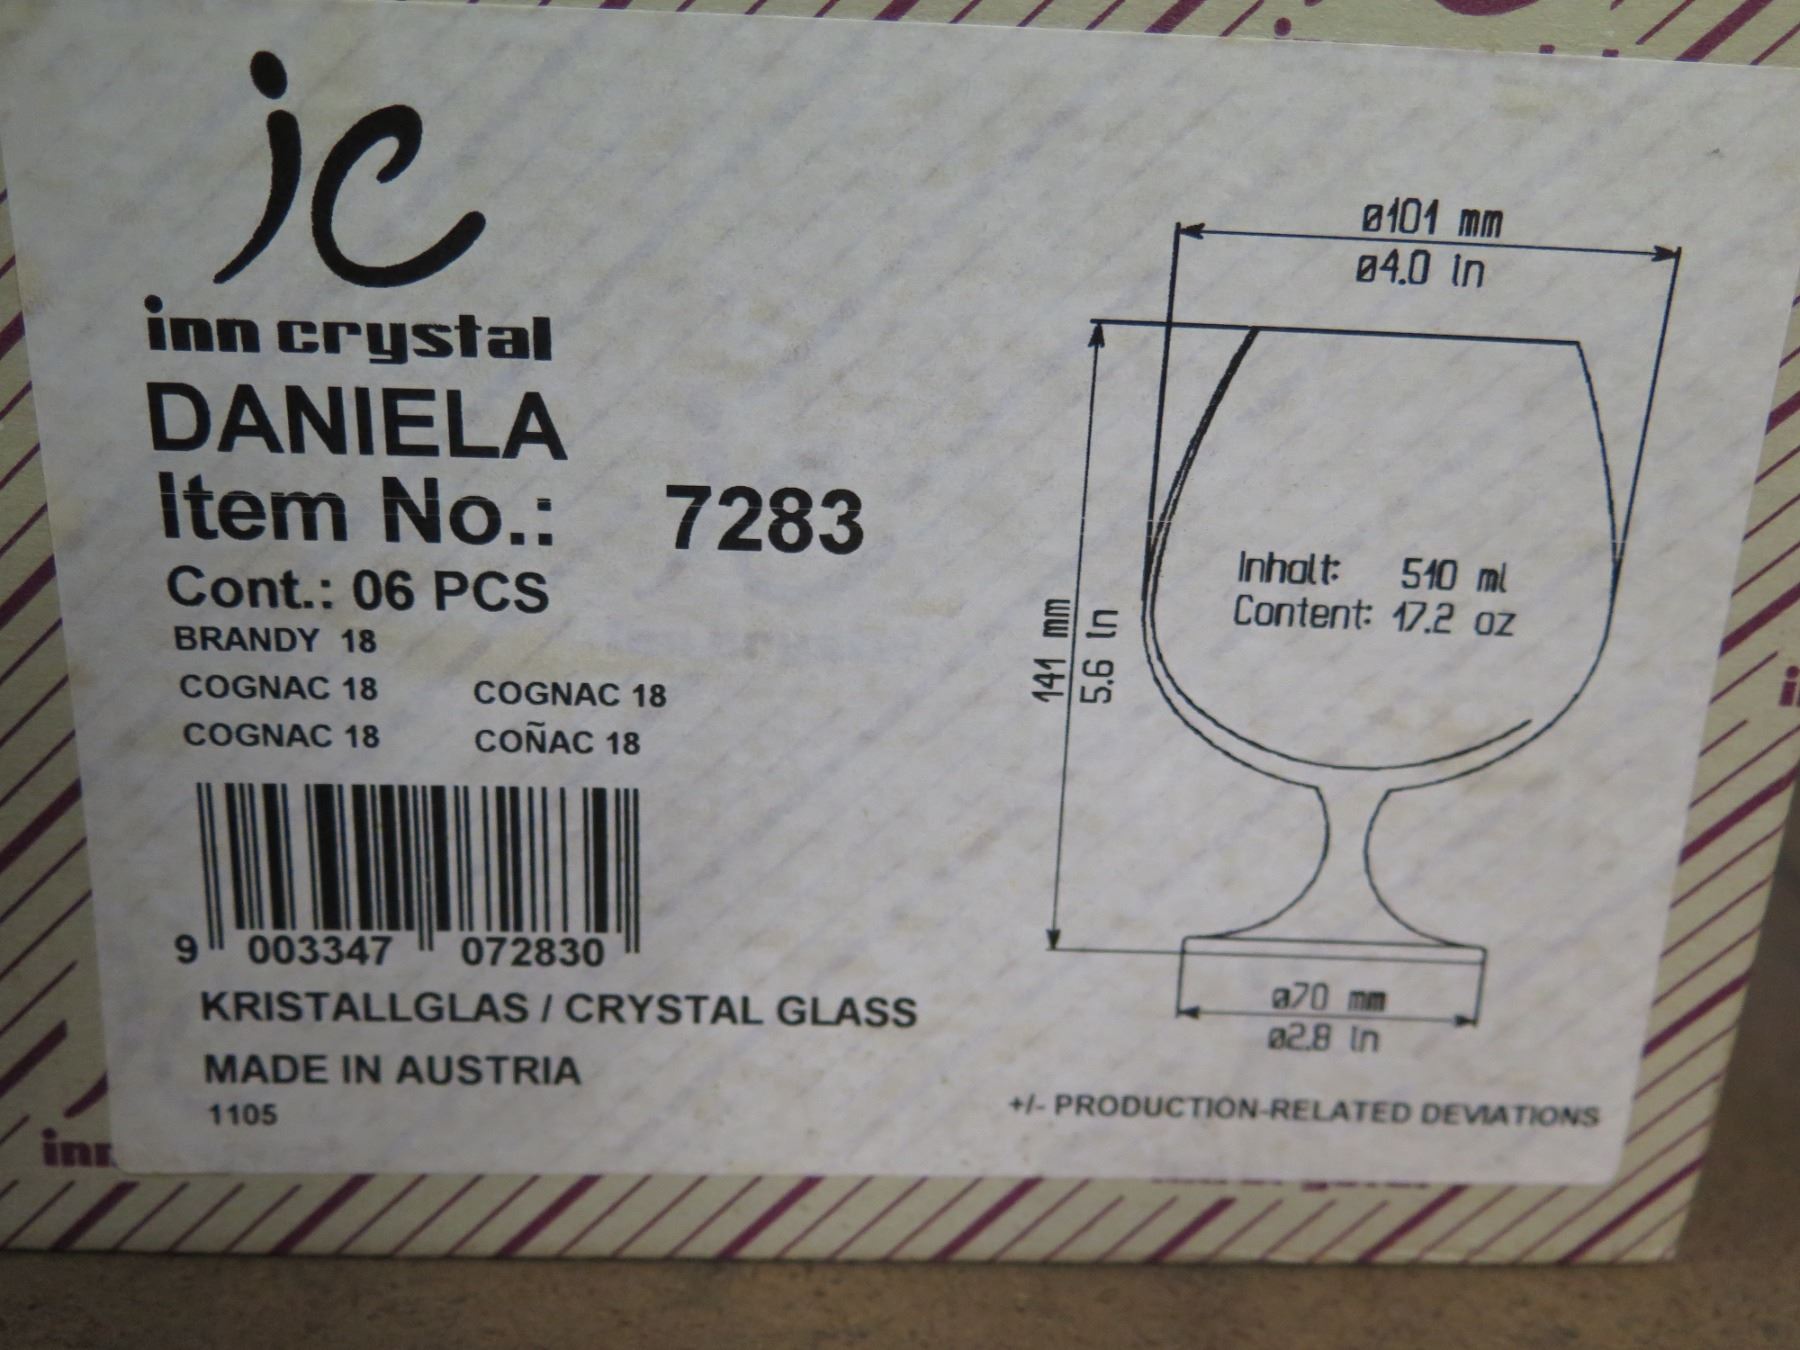 ic
inn crystal
DANIELA
Item No.: 7283
Cont.: 06 PCS
BRANDY 18
COGNAC 18 COGNAC 18
COGNAC 18 COÑAC 18
9 003347 072830
KRISTALLGLAS / CRYSTAL GLASS
MADE IN AUSTRIA
1105
ø101 mm
ø4.0 in
141 mm
5.6 in
Inhalt: 510 ml
Content: 17.2 oz
ø70 mm
ø2.8 in
+/- PRODUCTION-RELATED DEVIATIONS